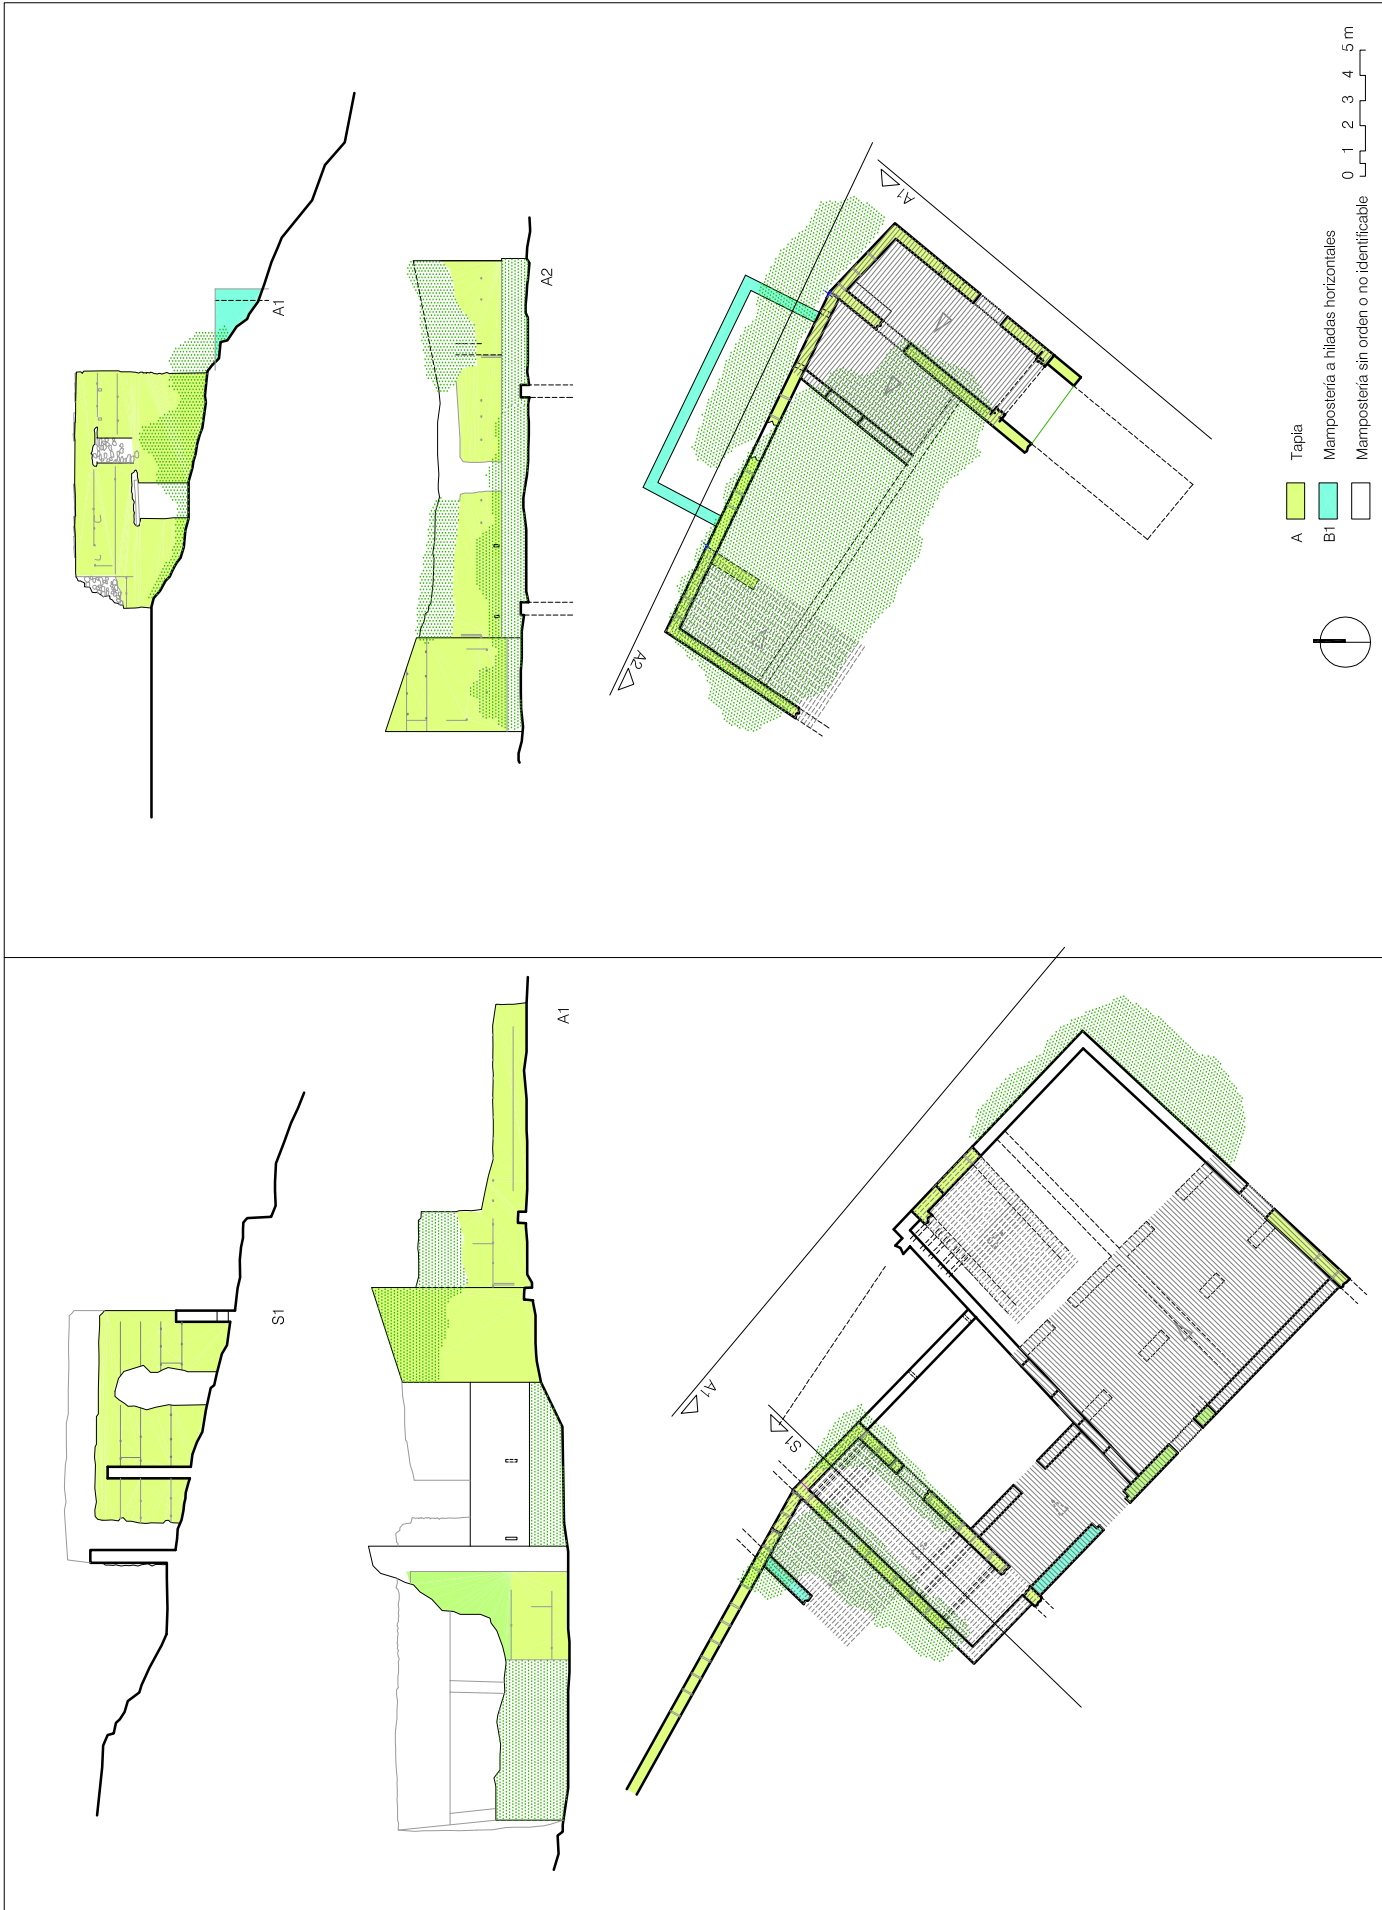 S1
A1
A1
S1
A1
A2
A2
A1
A Tapia
B1 Mampostería a hiladas horizontales
Mampostería sin orden o no identificable
0 1 2 3 4 5 m